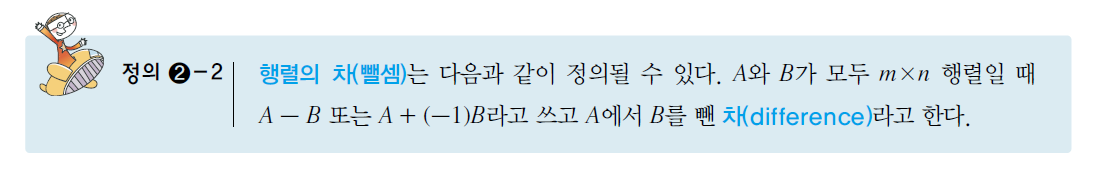 정의 ❷-2 행렬의 차(뺄셈)는 다음과 같이 정의될 수 있다. A와 B가 모두 m×n 행렬일 때
A − B 또는 A + (−1)B라고 쓰고 A에서 B를 뺀 차(difference)라고 한다.